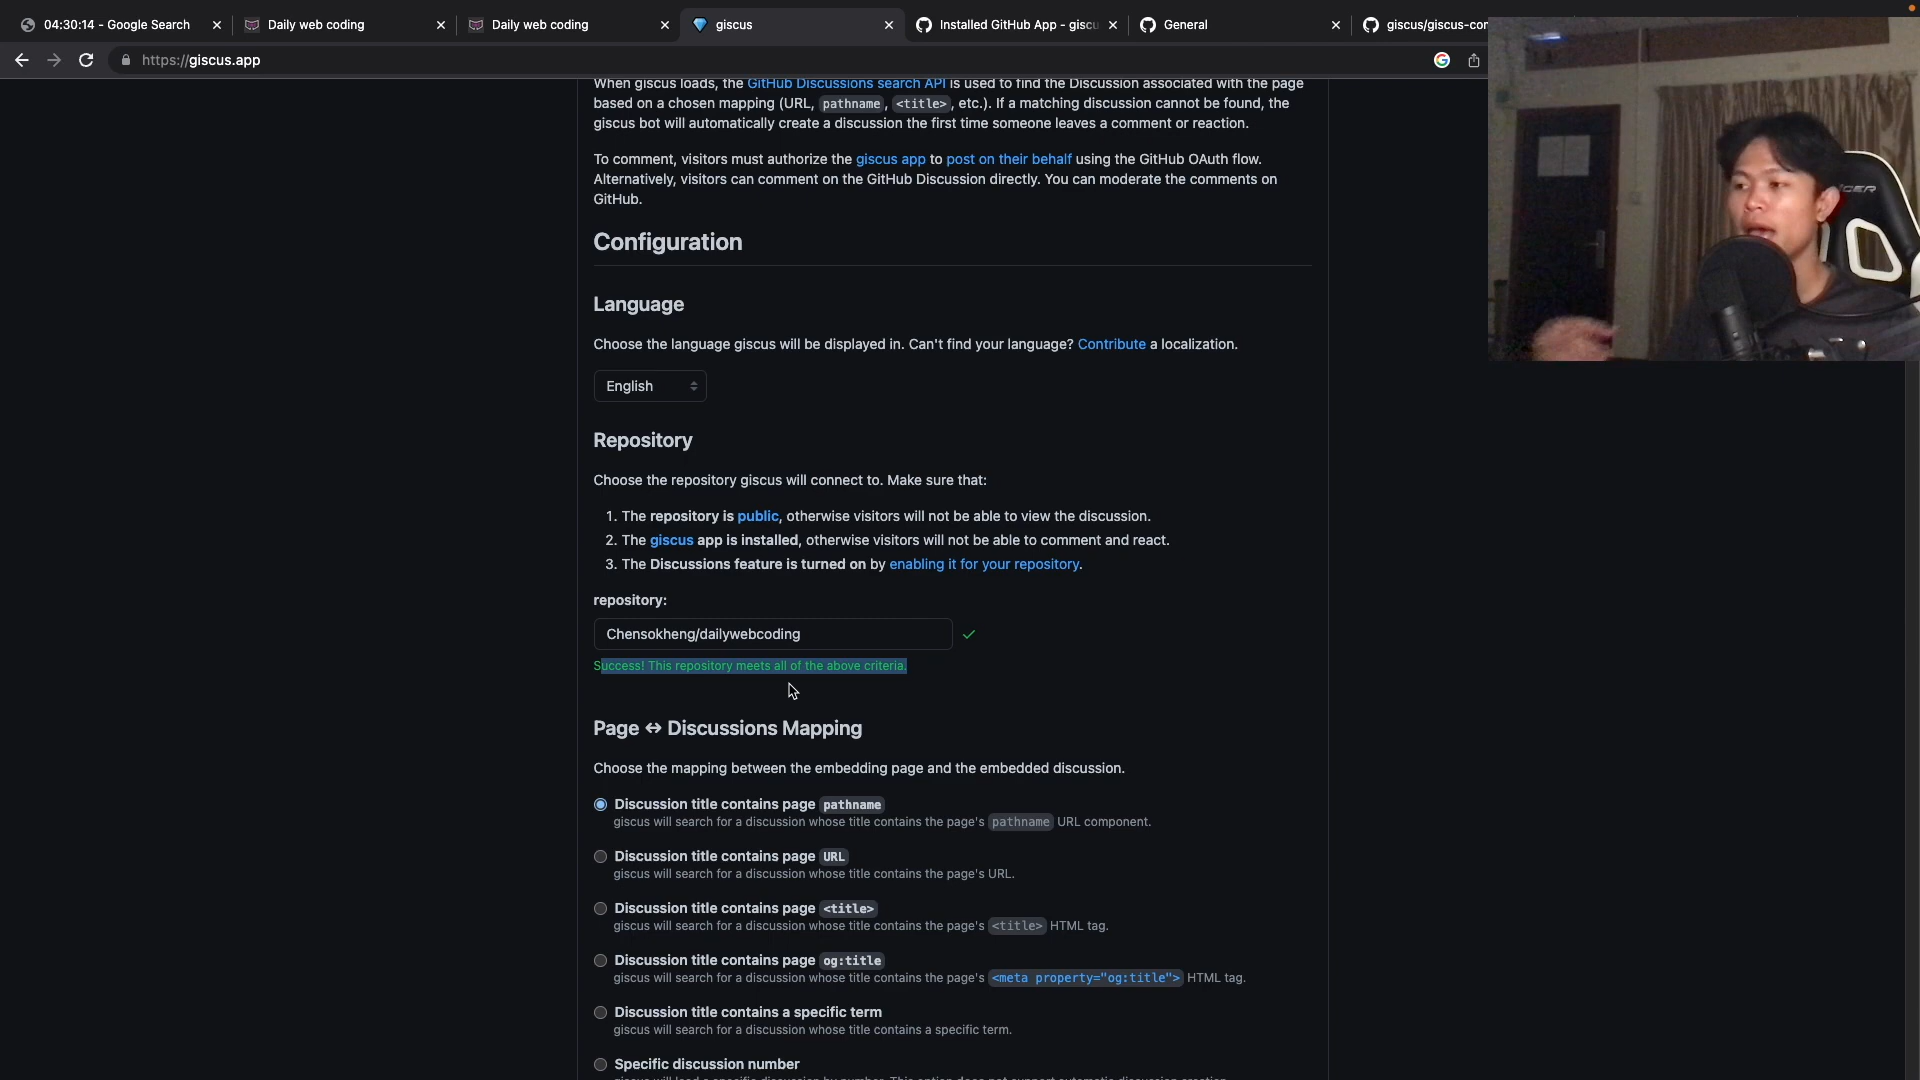 04:30:14 - Google Search
Daily web coding
Daily web coding
giscus
Installed GitHub App - giscu
General
giscus/giscus-con
https://giscus.app
When giscus loads, the GitHub Discussions search API is used to find the Discussion associated with the page
based on a chosen mapping (URL, pathname, <title>, etc.). If a matching discussion cannot be found, the
giscus bot will automatically create a discussion the first time someone leaves a comment or reaction.
To comment, visitors must authorize the giscus app to post on their behalf using the GitHub OAuth flow.
Alternatively, visitors can comment on the GitHub Discussion directly. You can moderate the comments on
GitHub.
Configuration
Language
Choose the language giscus will be displayed in. Can't find your language? Contribute a localization.
English
Repository
Choose the repository giscus will connect to. Make sure that:
1. The repository is public, otherwise visitors will not be able to view the discussion.
2. The giscus app is installed, otherwise visitors will not be able to comment and react.
3. The Discussions feature is turned on by enabling it for your repository.
repository:
Chensokheng/dailywebcoding
Success! This repository meets all of the above criteria.
Page ↔ Discussions Mapping
Choose the mapping between the embedding page and the embedded discussion.
Discussion title contains page pathname
giscus will search for a discussion whose title contains the page's pathname URL component.
Discussion title contains page URL
giscus will search for a discussion whose title contains the page's URL.
Discussion title contains page <title>
giscus will search for a discussion whose title contains the page's <title> HTML tag.
Discussion title contains page og:title
giscus will search for a discussion whose title contains the page's <meta property="og:title"> HTML tag.
Discussion title contains a specific term
giscus will search for a discussion whose title contains a specific term.
Specific discussion number